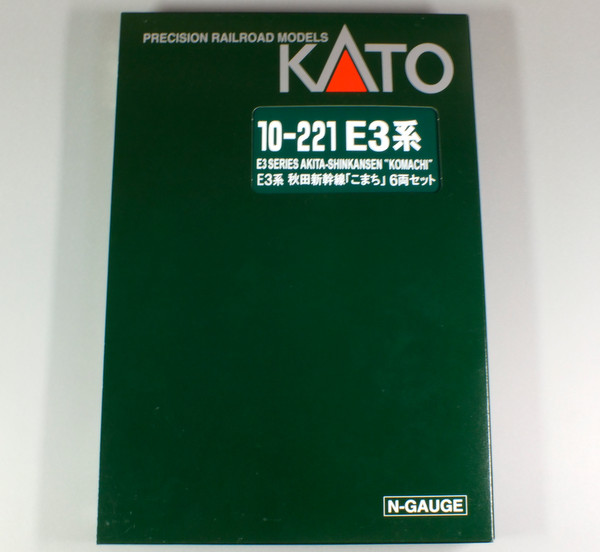 PRECISION RAILROAD MODELS
KATO
10-221 E3系
E3 SERIES AKITA-SHINKANSEN "KOMACHI"
E3系 秋田新幹線「こまち」6両セット
N-GAUGE